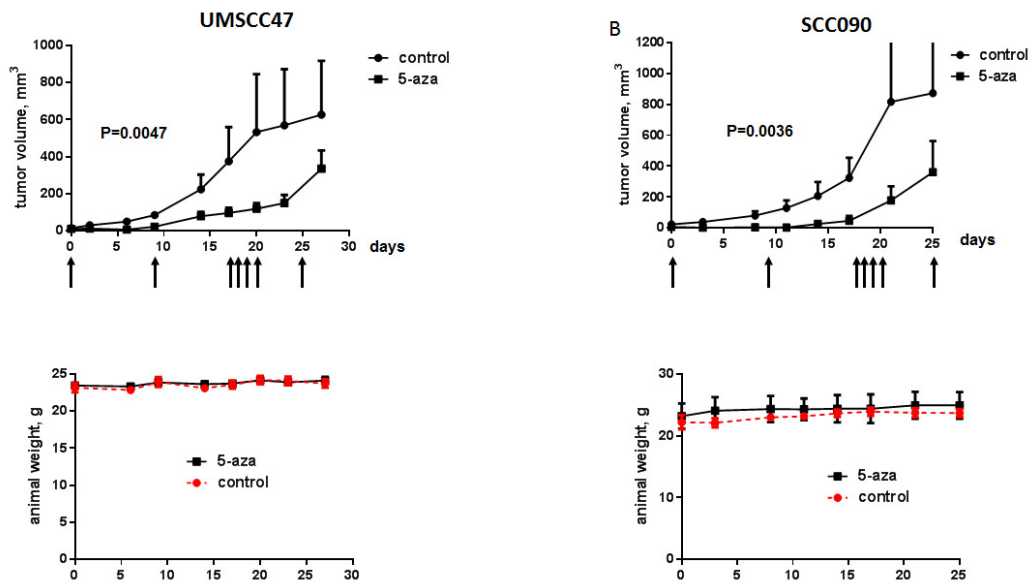 UMSCC47
1000
800
600
400
200
0
tumor volume, mm3
P=0.0047
control
5-aza
0 5 10 15 20 25 30 days
B SCC090
1200
1000
800
600
400
200
0
tumor volume, mm3
P=0.0036
control
5-aza
0 5 10 15 20 25 days
25
20
15
10
5
0
animal weight, g
5-aza
control
0 5 10 15 20 25 30
30
20
10
0
animal weight, g
5-aza
control
0 5 10 15 20 25